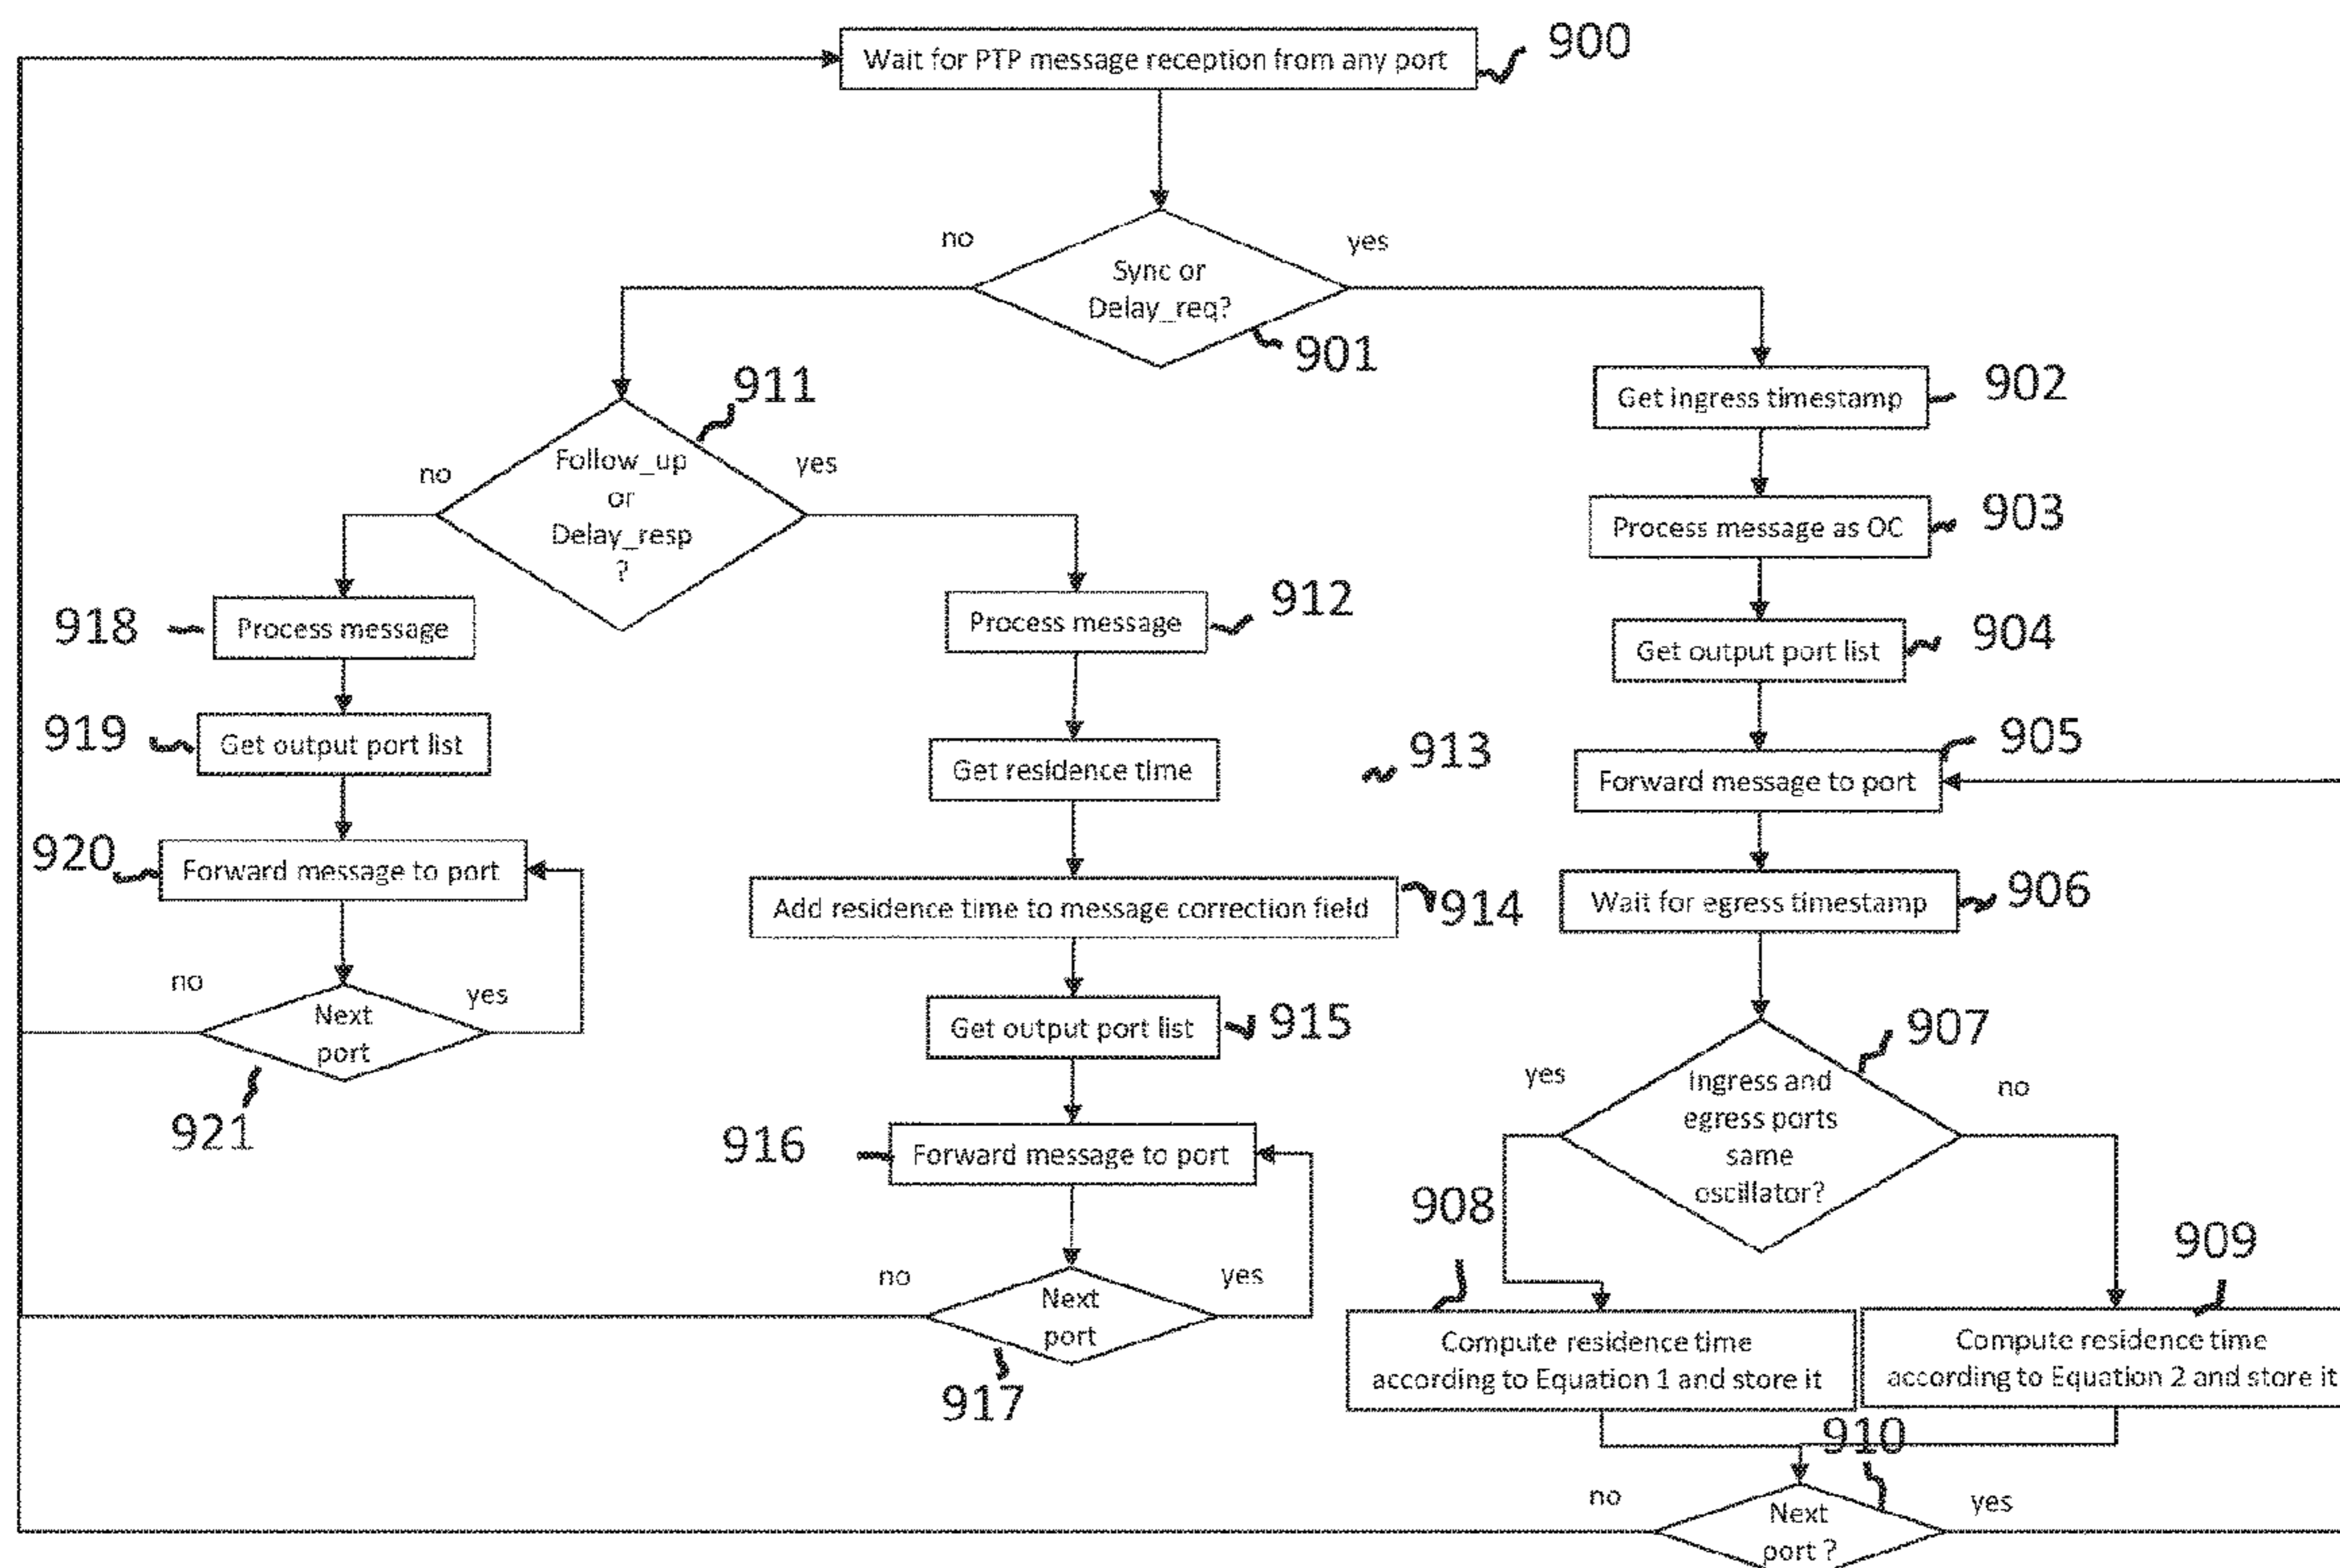 Wait for PTP message reception from any port
900
no
yes
Sync or
Delay_req?
901
911
Follow_up
or
Delay_resp
?
no
yes
Get ingress timestamp
902
Process message as OC
903
918
Process message
Process message
912
Get output port list
904
919
Get output port list
Get residence time
913
Forward message to port
905
920
Forward message to port
Add residence time to message correction field
914
Wait for egress timestamp
906
no
yes
Next
port
921
Get output port list
915
907
yes
no
Ingress and
egress ports
same
oscillator?
916
Forward message to port
908
909
no
yes
Next
port
917
Compute residence time
according to Equation 1 and store it
Compute residence time
according to Equation 2 and store it
910
no
yes
Next
port ?